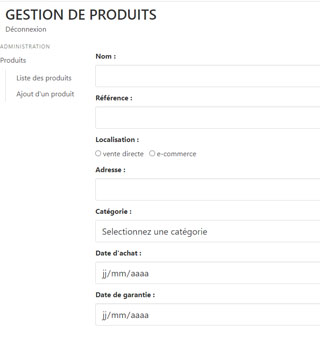 GESTION DE PRODUITS
Déconnexion
ADMINISTRATION
Produits
Liste des produits
Ajout d'un produit
Nom :
Référence :
Localisation :
vente directe e-commerce
Adresse :
Catégorie :
Selectionnez une catégorie
Date d'achat :
jj/mm/aaaa
Date de garantie :
jj/mm/aaaa